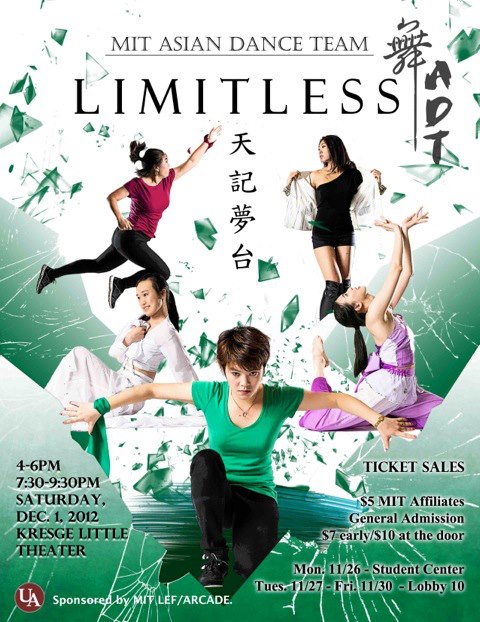 MIT ASIAN DANCE TEAM
LIMITLESS
舞
ADT
天記夢台
4-6PM
7:30-9:30PM
SATURDAY,
DEC. 1, 2012
KRESGE LITTLE
THEATER
TICKET SALES
$5 MIT Affiliates
General Admission
$7 early/$10 at the door
Mon. 11/26 - Student Center
Tues. 11/27 - Fri. 11/30 - Lobby 10
UA
Sponsored by MIT LEF/ARCADE.